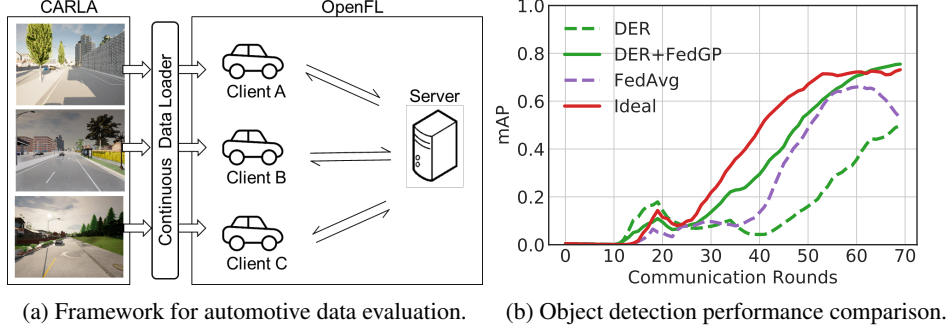 CARLA
OpenFL
Continuous Data Loader
Client A
Client B
Client C
Server
(a) Framework for automotive data evaluation.
1.0
0.8
0.6
0.4
0.2
0.0
mAP
DER
DER+FedGP
FedAvg
Ideal
0 10 20 30 40 50 60 70
Communication Rounds
(b) Object detection performance comparison.